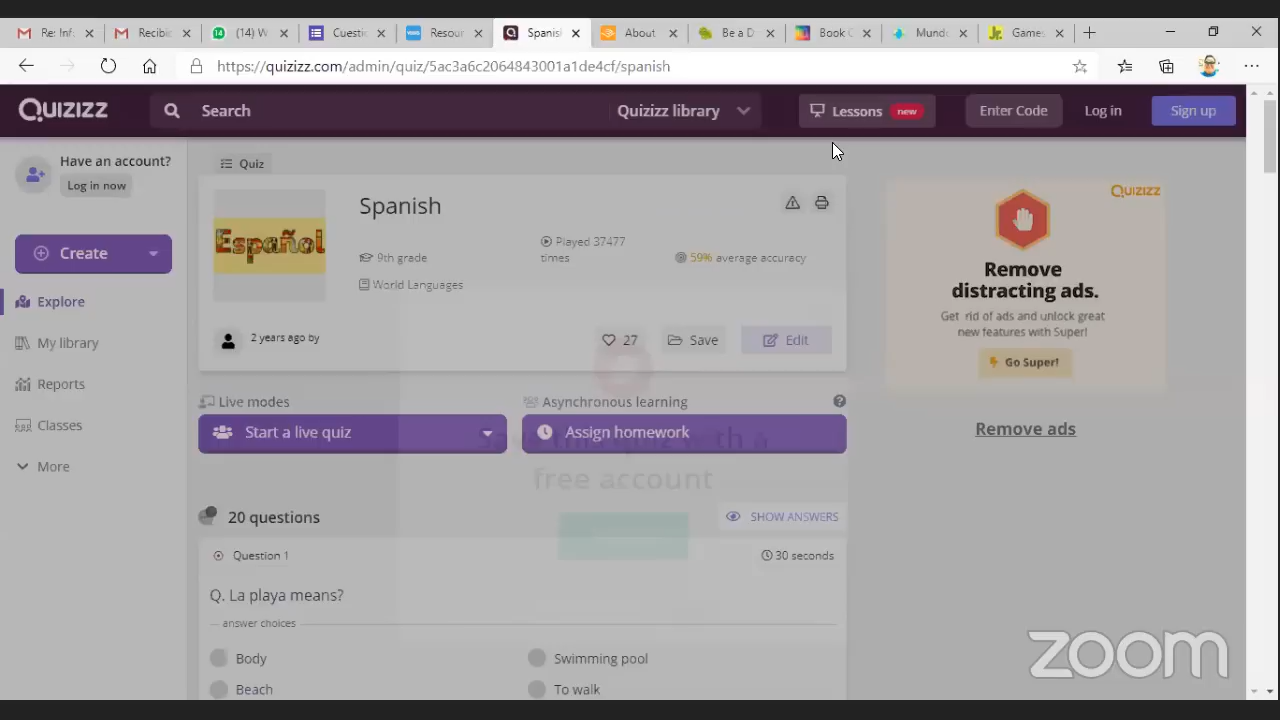 Re: Inf.
Recibic
(14) W
Cuestic
Resour
Spanisl
About
Be a D
Book C
Mundo
Games
https://quizizz.com/admin/quiz/5ac3a6c2064843001a1de4cf/spanish
Quizizz
Search
Quizizz library
Lessons new
Enter Code
Log in
Sign up
Have an account?
Log in now
Create
Explore
My library
Reports
Classes
More
Quiz
Español
Spanish
9th grade
Played 37477 times
59% average accuracy
World Languages
2 years ago by
27
Save
Edit
Live modes
Start a live quiz
Asynchronous learning
Assign homework
free account
20 questions
SHOW ANSWERS
Question 1
30 seconds
Q. La playa means?
answer choices
Body
Swimming pool
Beach
To walk
Quizizz
Remove
distracting ads.
Get rid of ads and unlock great
new features with Super!
Go Super!
Remove ads
zoom